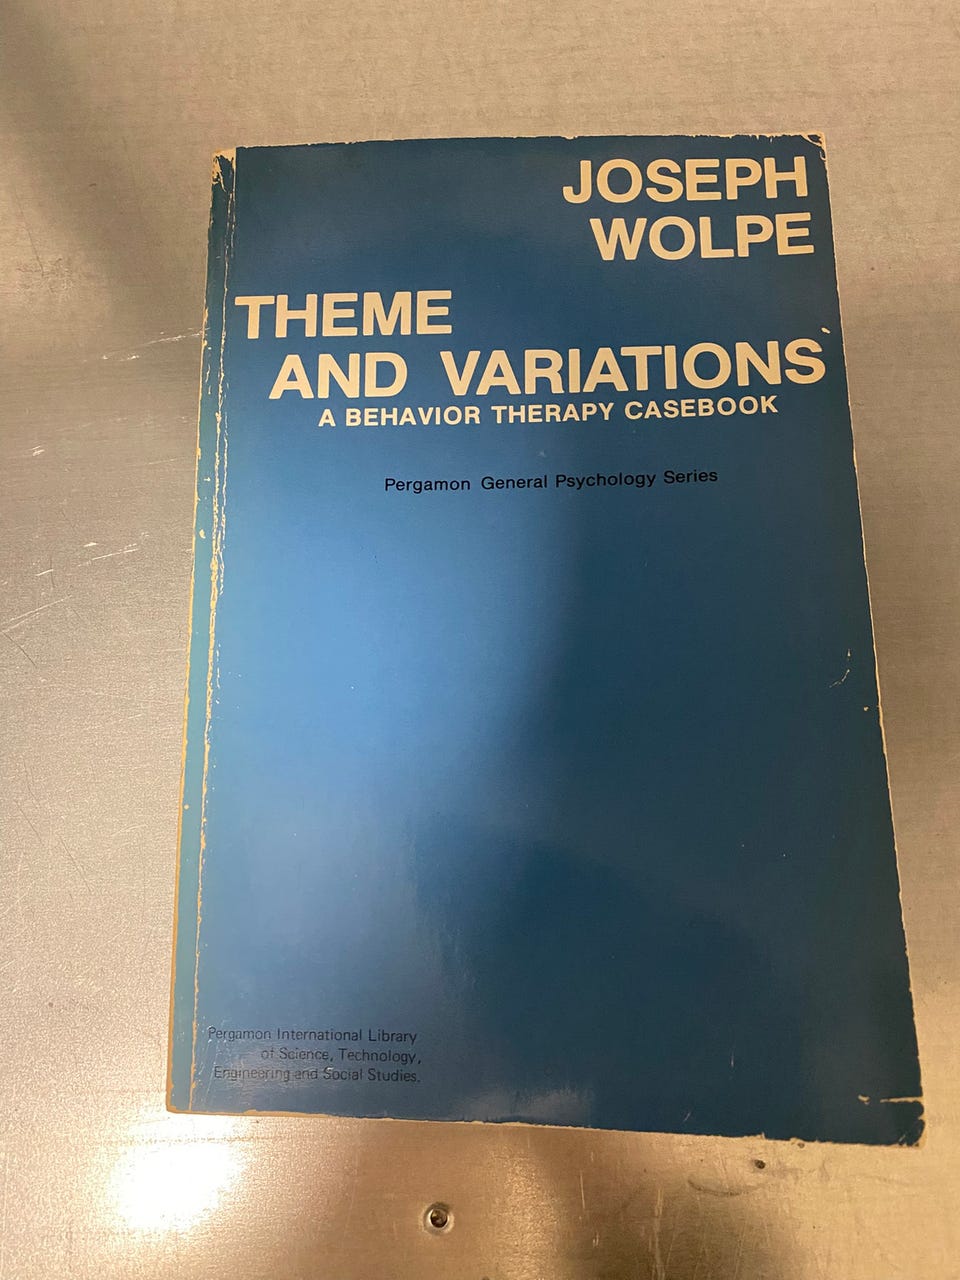 JOSEPH
WOLPE
THEME
AND VARIATIONS
A BEHAVIOR THERAPY CASEBOOK
Pergamon General Psychology Series
Pergamon International Library
of Science, Technology,
Engineering and Social Studies.